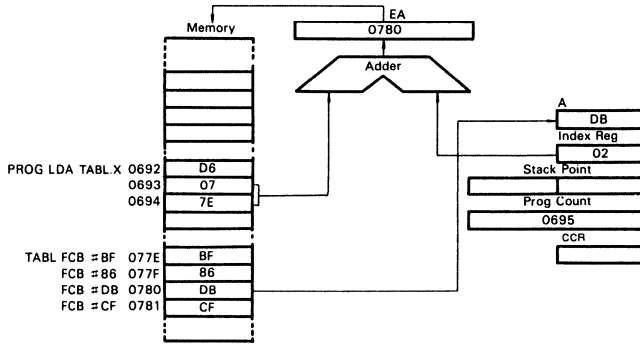 EA
Memory
0780
Adder
A
DB
Index Reg
02
PROG LDA TABL.X 0692 D6
0693 07
0694 7E
Stack Point
Prog Count
0695
CCR
TABL FCB #BF 077E BF
FCB #86 077F 86
FCB #DB 0780 DB
FCB #CF 0781 CF